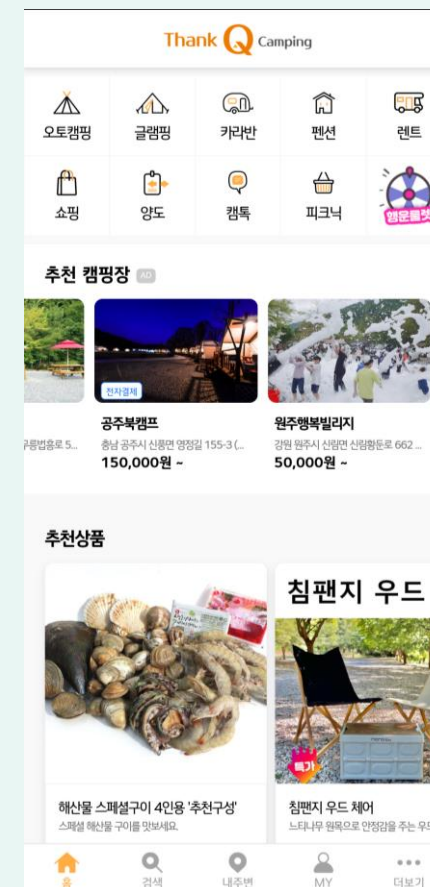 Thank Q Camping
오토캠핑 글램핑 카라반 펜션 렌트
쇼핑 양도 캠톡 피크닉 행운룰렛
추천 캠핑장 AD
전자결제
공주북캠프 원주행복빌리지
무릉법흥로 5... 충남 공주시 신풍면 영정길 155-3 (... 강원 원주시 신림면 신림황둔로 662 ...
150,000원 ~ 50,000원 ~
추천상품
침팬지 우드
특가
해산물 스페셜구이 4인용 '추천구성' 침팬지 우드 체어
스페셜 해산물 구이를 맛보세요. 느티나무 원목으로 안정감을 주는 우드
홈 검색 내주변 MY 더보기